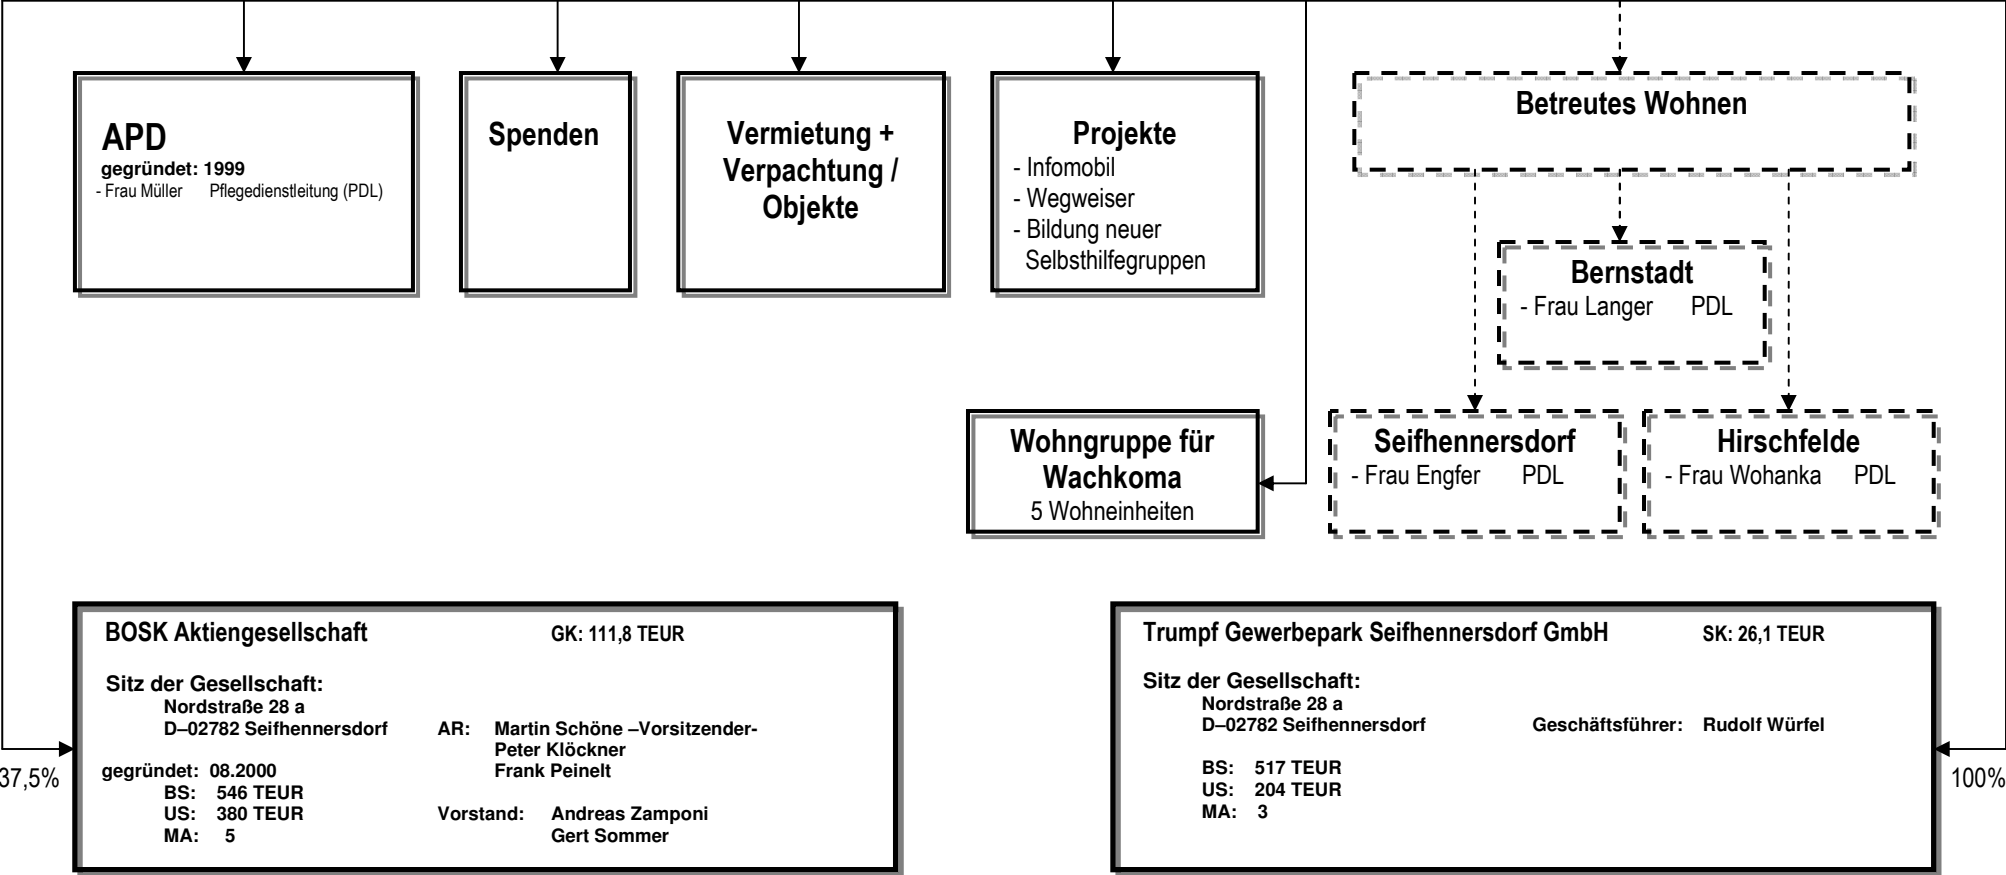 APD
gegründet: 1999
- Frau Müller Pflegedienstleitung (PDL)
Spenden
Vermietung +
Verpachtung /
Objekte
Projekte
- Infomobil
- Wegweiser
- Bildung neuer
Selbsthilfegruppen
Betreutes Wohnen
Bernstadt
- Frau Langer PDL
Wohngruppe für
Wachkoma
5 Wohneinheiten
Seifhennersdorf
- Frau Engfer PDL
Hirschfelde
- Frau Wohanka PDL
37,5%
BOSK Aktiengesellschaft GK: 111,8 TEUR
Sitz der Gesellschaft:
Nordstraße 28 a
D–02782 Seifhennersdorf AR: Martin Schöne –Vorsitzender-
Peter Klöckner
gegründet: 08.2000 Frank Peinelt
BS: 546 TEUR
US: 380 TEUR Vorstand: Andreas Zamponi
MA: 5 Gert Sommer
Trumpf Gewerbepark Seifhennersdorf GmbH SK: 26,1 TEUR
Sitz der Gesellschaft:
Nordstraße 28 a
D–02782 Seifhennersdorf Geschäftsführer: Rudolf Würfel
BS: 517 TEUR
US: 204 TEUR
MA: 3
100%